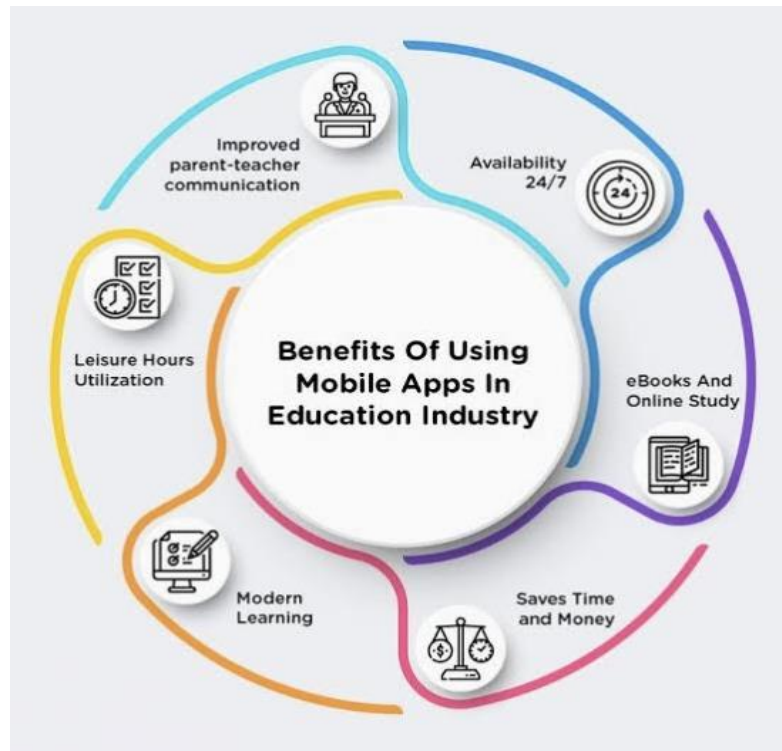 Benefits Of Using
Mobile Apps In
Education Industry
Improved
parent-teacher
communication
Availability
24/7
24
eBooks And
Online Study
Saves Time
and Money
$
Modern
Learning
Leisure Hours
Utilization